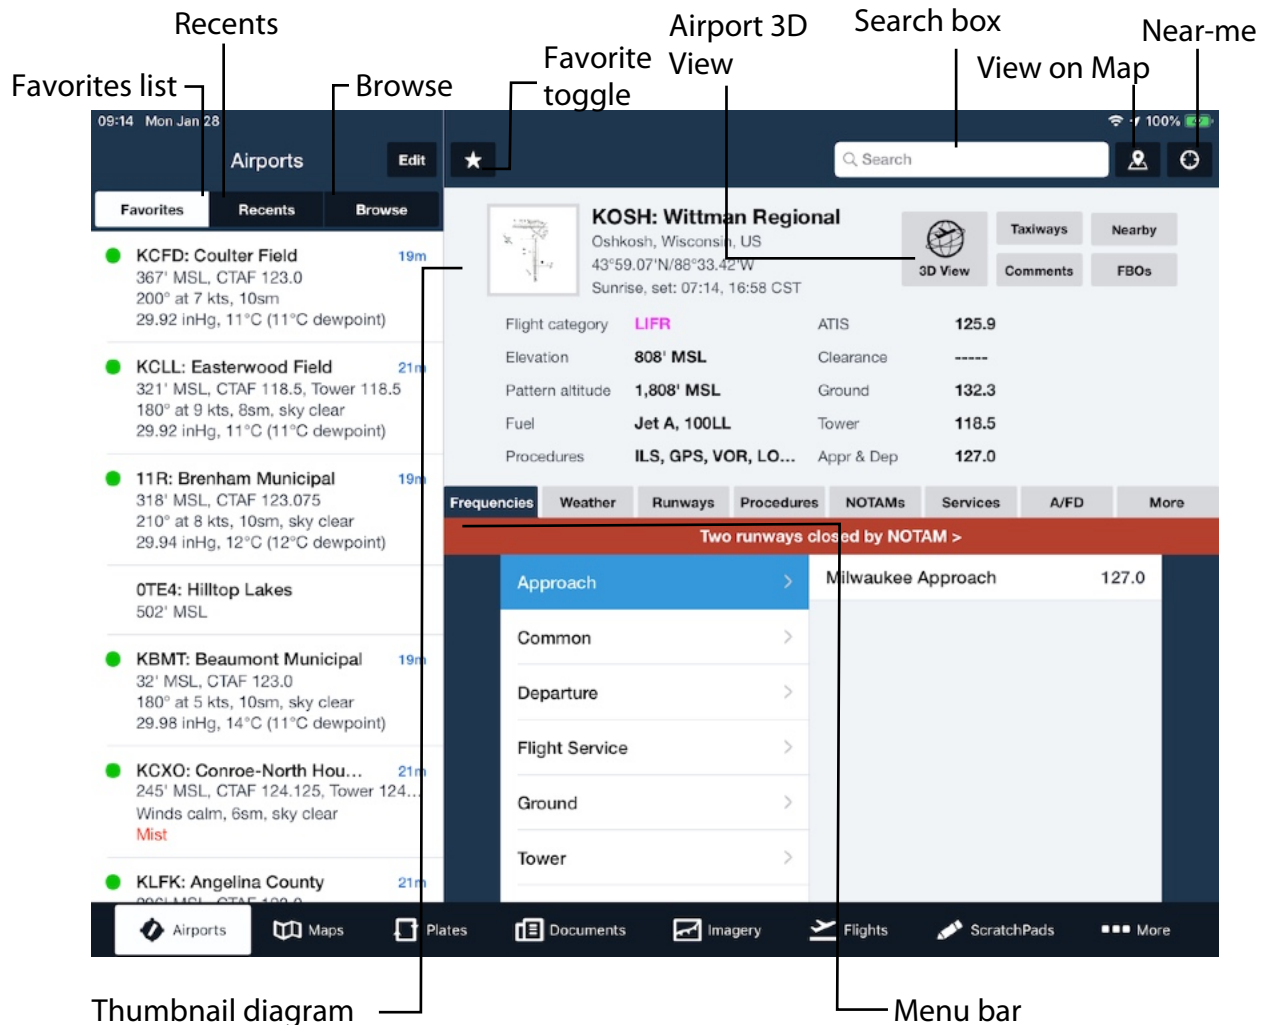 Recents
Airport 3D
View
Search box
Near-me
Favorites list
Browse
Favorite
toggle
View on Map
09:14 Mon Jan 28
100%
Airports
Edit
Search
Favorites
Recents
Browse
KCFD: Coulter Field
19m
367' MSL, CTAF 123.0
200° at 7 kts, 10sm
29.92 inHg, 11°C (11°C dewpoint)
KCLL: Easterwood Field
21m
321' MSL, CTAF 118.5, Tower 118.5
180° at 9 kts, 8sm, sky clear
29.92 inHg, 11°C (11°C dewpoint)
11R: Brenham Municipal
19m
318' MSL, CTAF 123.075
210° at 8 kts, 10sm, sky clear
29.94 inHg, 12°C (12°C dewpoint)
0TE4: Hilltop Lakes
502' MSL
KBMT: Beaumont Municipal
19m
32' MSL, CTAF 123.0
180° at 5 kts, 10sm, sky clear
29.98 inHg, 14°C (11°C dewpoint)
KCXO: Conroe-North Hou...
21m
245' MSL, CTAF 124.125, Tower 124...
Winds calm, 6sm, sky clear
Mist
KLFK: Angelina County
21m
KOSH: Wittman Regional
Oshkosh, Wisconsin, US
43°59.07'N/88°33.42'W
Sunrise, set: 07:14, 16:58 CST
3D View
Taxiways
Nearby
Comments
FBOs
Flight category LIFR ATIS 125.9
Elevation 808' MSL Clearance -----
Pattern altitude 1,808' MSL Ground 132.3
Fuel Jet A, 100LL Tower 118.5
Procedures ILS, GPS, VOR, LO... Appr & Dep 127.0
Frequencies Weather Runways Procedures NOTAMs Services A/FD More
Two runways closed by NOTAM >
Approach
Common
Departure
Flight Service
Ground
Tower
Milwaukee Approach 127.0
Airports Maps Plates Documents Imagery Flights ScratchPads More
Thumbnail diagram
Menu bar